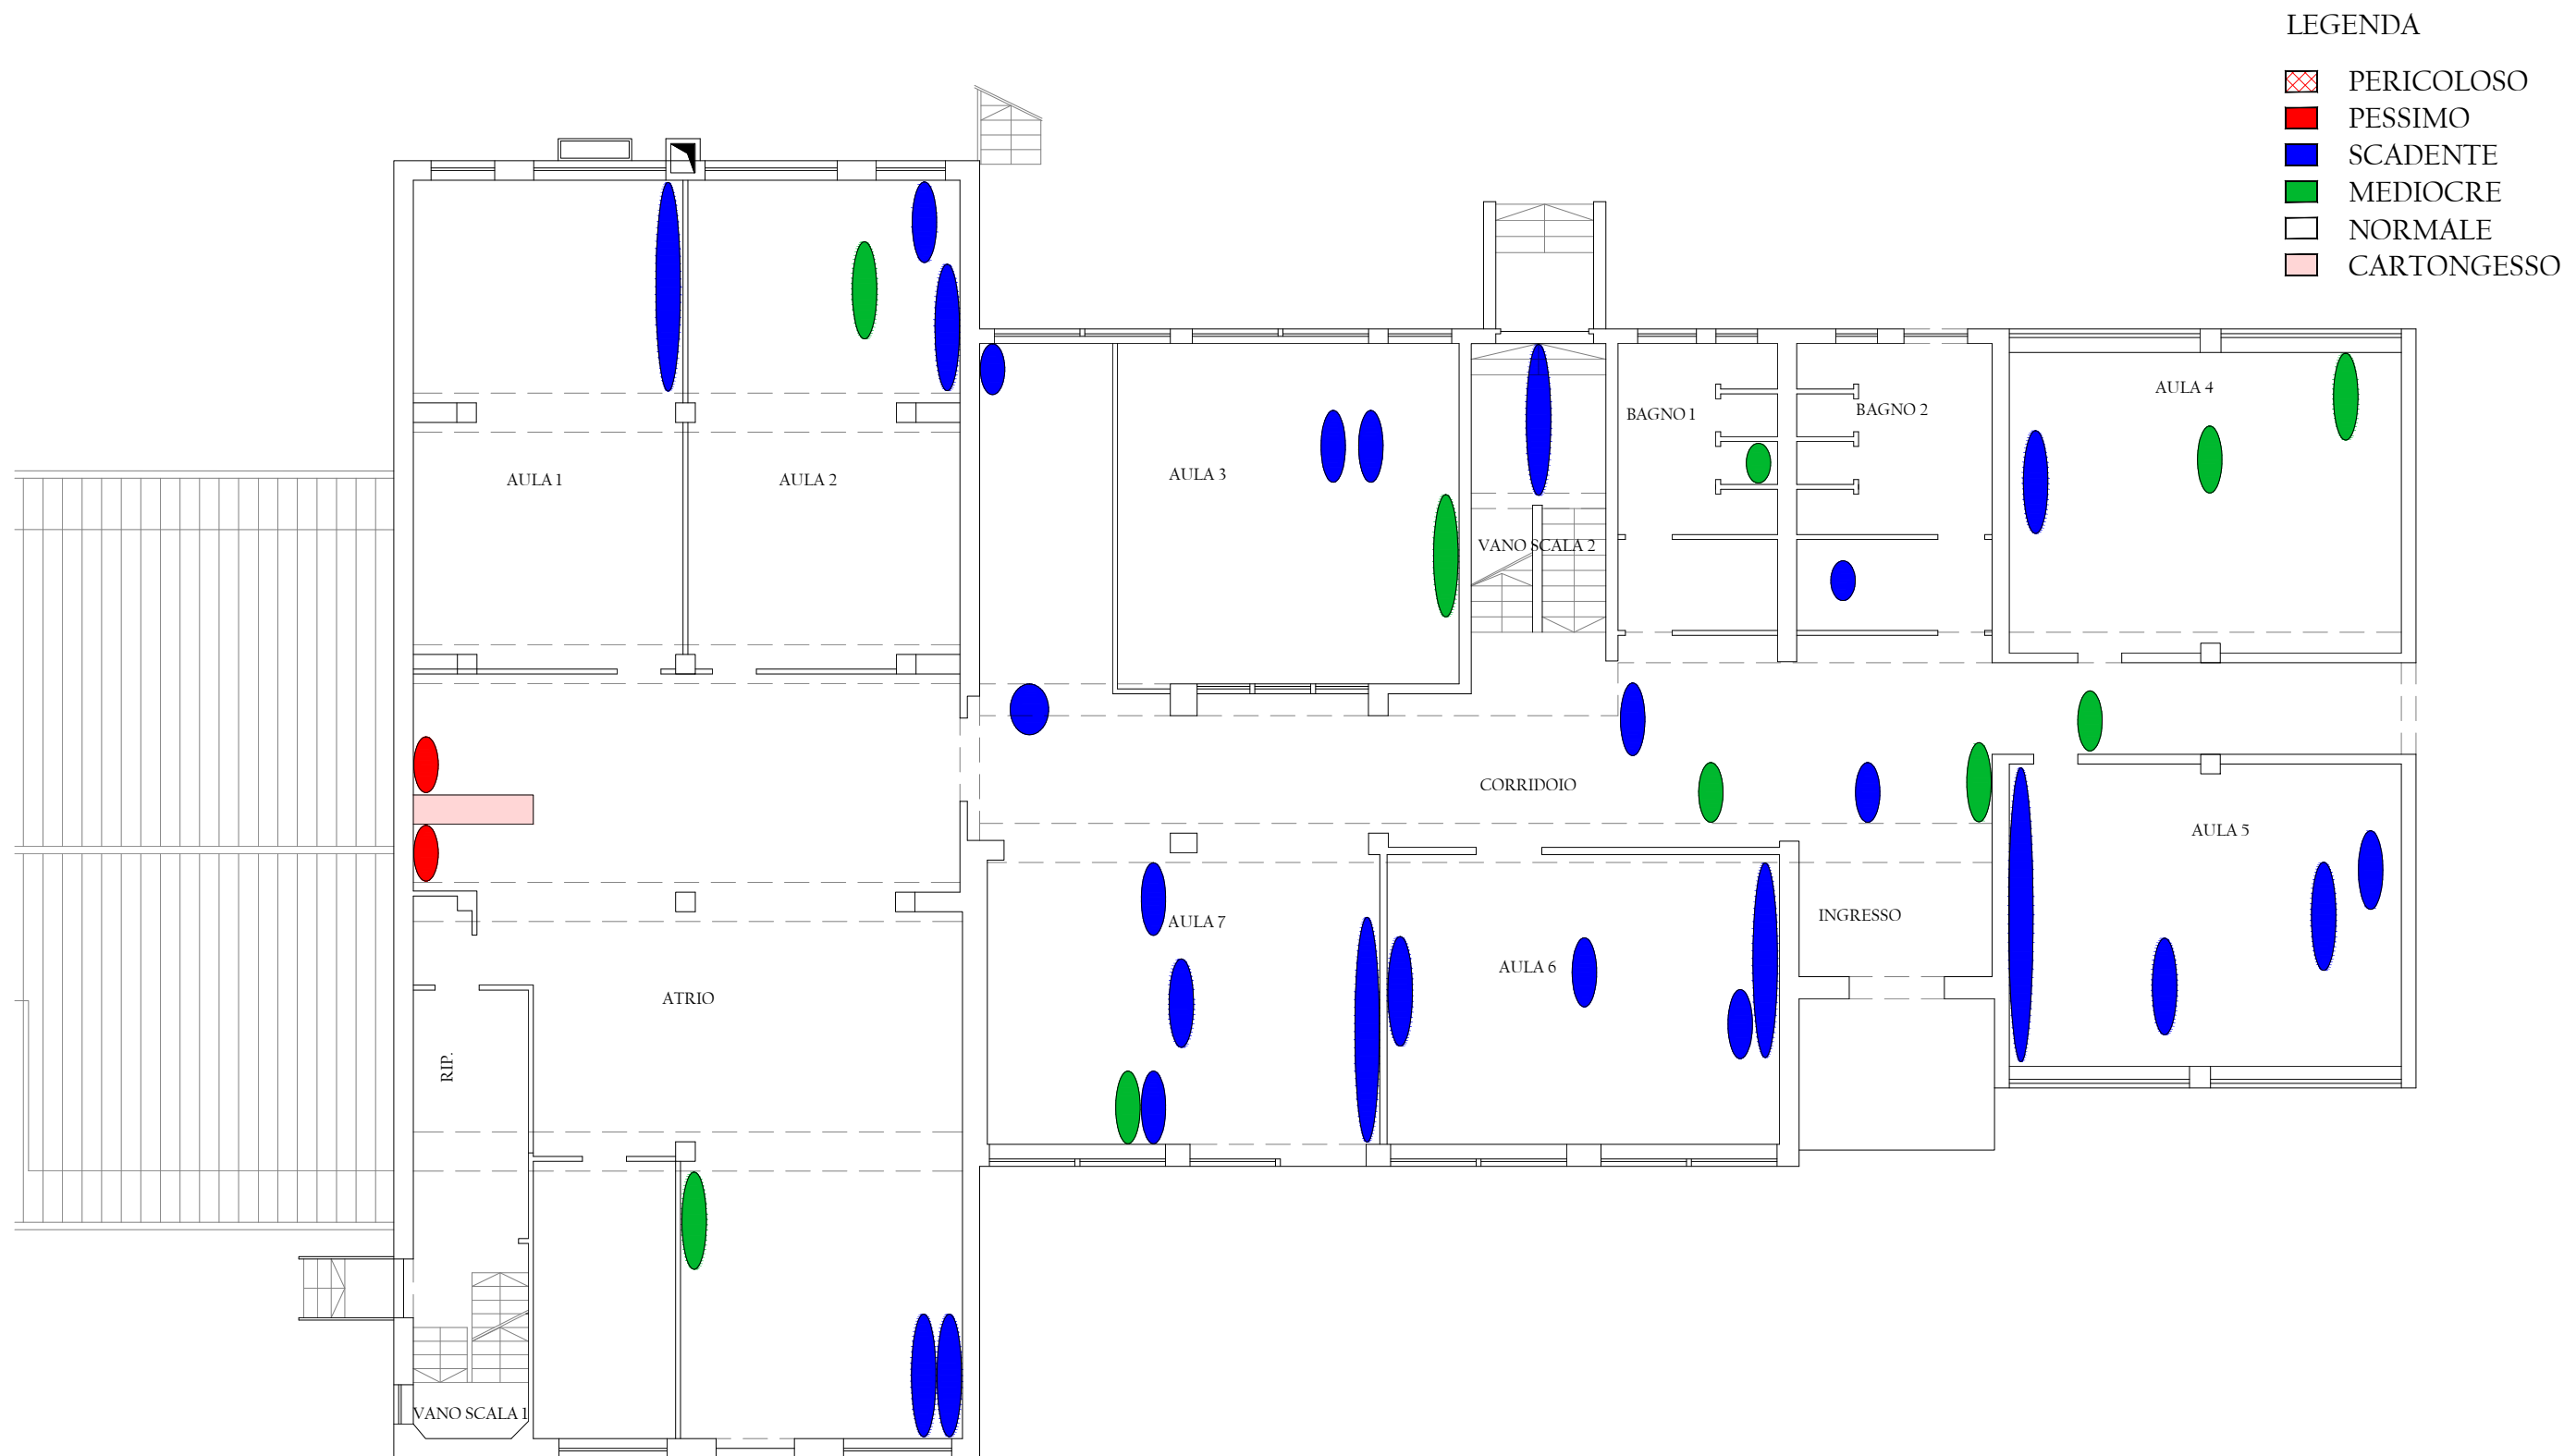 LEGENDA
PERICOLOSO
PESSIMO
SCADENTE
MEDIOCRE
NORMALE
CARTONGESSO
AULA 4
BAGNO 1
BAGNO 2
AULA 3
AULA 1
AULA 2
VANO SCALA 2
CORRIDOIO
AULA 5
INGRESSO
AULA 7
AULA 6
ATRIO
RIP.
VANO SCALA 1